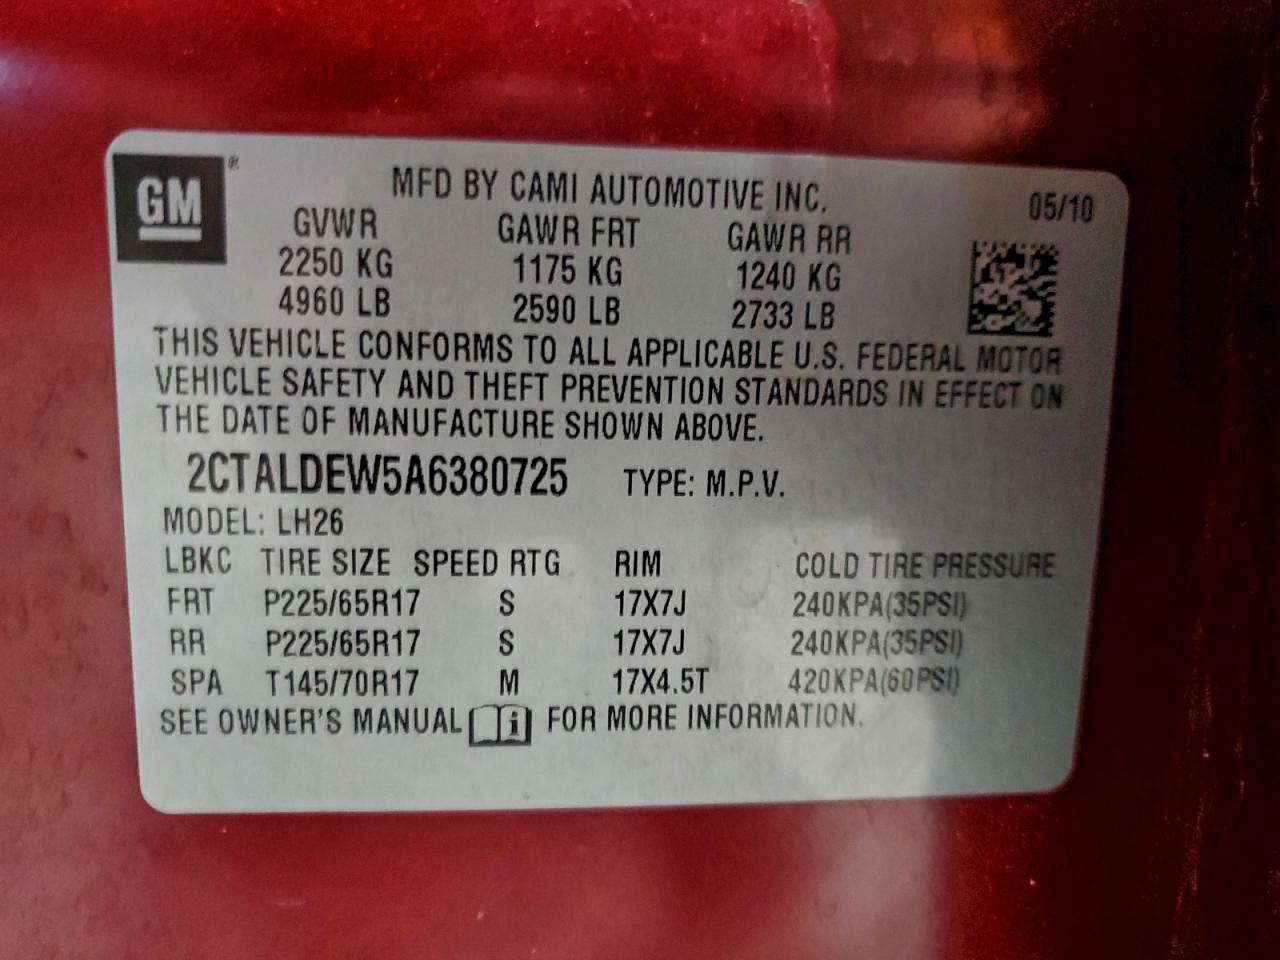 GM ®
MFD BY CAMI AUTOMOTIVE INC. 05/10
GVWR GAWR FRT GAWR RR
2250 KG 1175 KG 1240 KG
4960 LB 2590 LB 2733 LB
THIS VEHICLE CONFORMS TO ALL APPLICABLE U.S. FEDERAL MOTOR
VEHICLE SAFETY AND THEFT PREVENTION STANDARDS IN EFFECT ON
THE DATE OF MANUFACTURE SHOWN ABOVE.
2CTALDEW5A6380725 TYPE: M.P.V.
MODEL: LH26
LBKC TIRE SIZE SPEED RTG RIM COLD TIRE PRESSURE
FRT P225/65R17 S 17X7J 240KPA(35PSI)
RR P225/65R17 S 17X7J 240KPA(35PSI)
SPA T145/70R17 M 17X4.5T 420KPA(60PSI)
SEE OWNER'S MANUAL i FOR MORE INFORMATION.